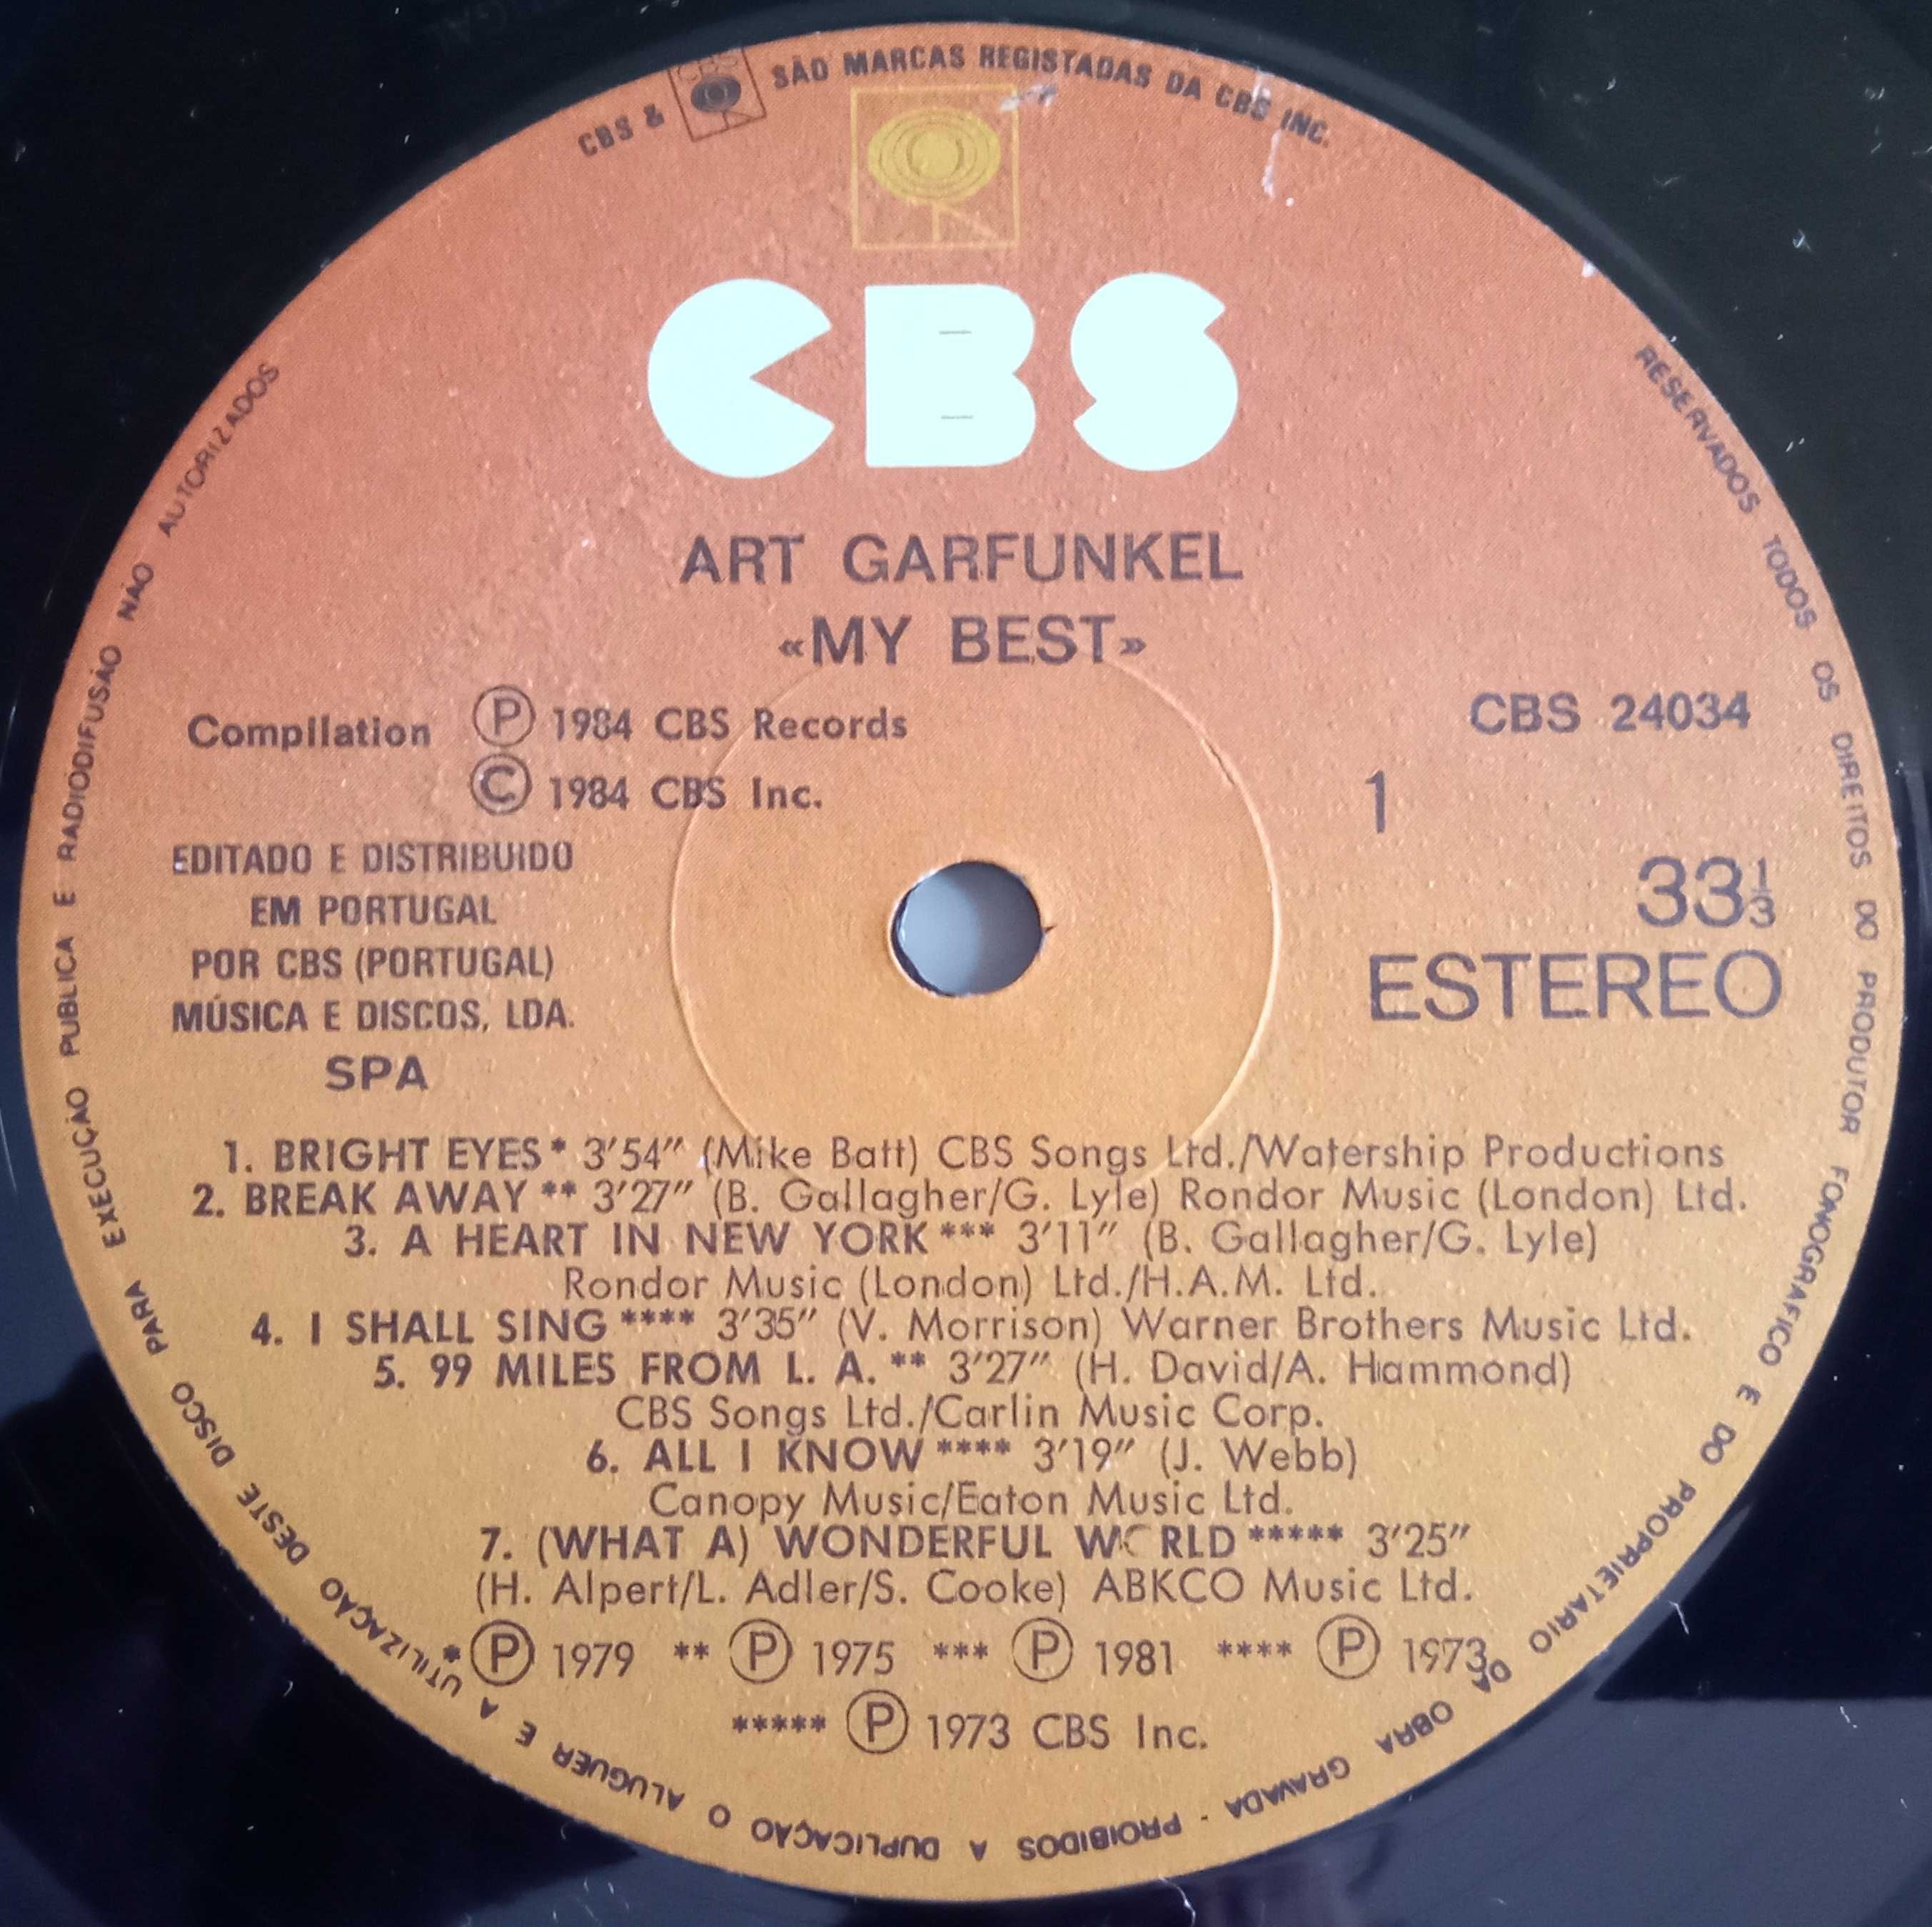 CBS & CBS SÃO MARCAS REGISTADAS DA CBS INC.
CBS
ART GARFUNKEL
«MY BEST»
Compilation Ⓟ 1984 CBS Records
© 1984 CBS Inc.
CBS 24034
1
33⅓
ESTEREO
EDITADO E DISTRIBUIDO
EM PORTUGAL
POR CBS (PORTUGAL)
MÚSICA E DISCOS, LDA.
SPA
1. BRIGHT EYES* 3'54" (Mike Batt) CBS Songs Ltd./Watership Productions
2. BREAK AWAY** 3'27" (B. Gallagher/G. Lyle) Rondor Music (London) Ltd.
3. A HEART IN NEW YORK*** 3'11" (B. Gallagher/G. Lyle)
Rondor Music (London) Ltd./H.A.M. Ltd.
4. I SHALL SING**** 3'35" (V. Morrison) Warner Brothers Music Ltd.
5. 99 MILES FROM L. A.** 3'27" (H. David/A. Hammond)
CBS Songs Ltd./Carlin Music Corp.
6. ALL I KNOW**** 3'19" (J. Webb)
Canopy Music/Eaton Music Ltd.
7. (WHAT A) WONDERFUL WORLD***** 3'25"
(H. Alpert/L. Adler/S. Cooke) ABKCO Music Ltd.
* Ⓟ 1979 ** Ⓟ 1975 *** Ⓟ 1981 **** Ⓟ 1973
***** Ⓟ 1973 CBS Inc.
RESERVADOS TODOS OS DIREITOS DO PRODUTOR FONOGRAFICO E DO PROPRIETARIO DA OBRA GRAVADA - PROIBIDOS A DUPLICAÇÃO O ALUGUER E A UTILIZAÇÃO DESTE DISCO PARA EXECUÇÃO PUBLICA E RADIODIFUSÃO NÃO AUTORIZADOS